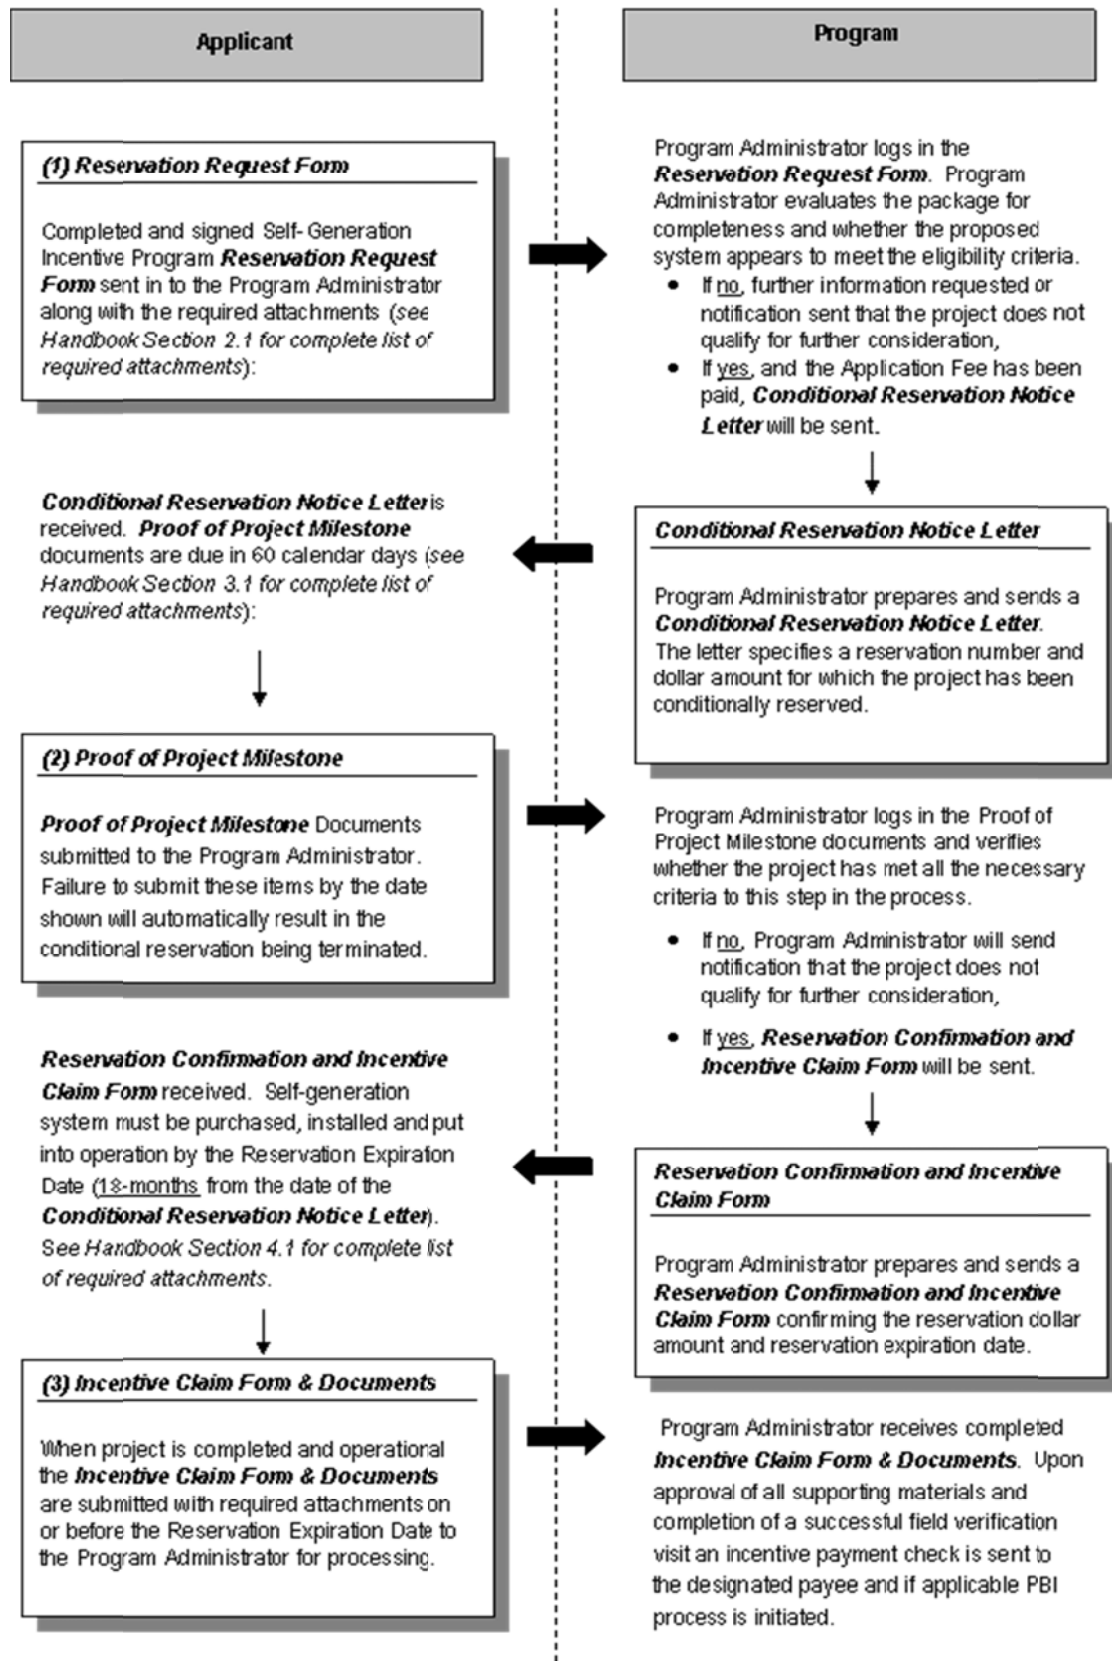 Applicant
Program
(1) Reservation Request Form
Completed and signed Self-Generation
Incentive Program Reservation Request
Form sent in to the Program Administrator
along with the required attachments (see
Handbook Section 2.1 for complete list of
required attachments):
Program Administrator logs in the
Reservation Request Form. Program
Administrator evaluates the package for
completeness and whether the proposed
system appears to meet the eligibility criteria.
• If no, further information requested or
notification sent that the project does not
qualify for further consideration,
• If yes, and the Application Fee has been
paid, Conditional Reservation Notice
Letter will be sent.
Conditional Reservation Notice Letter is
received. Proof of Project Milestone
documents are due in 60 calendar days (see
Handbook Section 3.1 for complete list of
required attachments):
Conditional Reservation Notice Letter
Program Administrator prepares and sends a
Conditional Reservation Notice Letter.
The letter specifies a reservation number and
dollar amount for which the project has been
conditionally reserved.
(2) Proof of Project Milestone
Proof of Project Milestone Documents
submitted to the Program Administrator.
Failure to submit these items by the date
shown will automatically result in the
conditional reservation being terminated.
Program Administrator logs in the Proof of
Project Milestone documents and verifies
whether the project has met all the necessary
criteria to this step in the process.
• If no, Program Administrator will send
notification that the project does not
qualify for further consideration,
• If yes, Reservation Confirmation and
Incentive Claim Form will be sent.
Reservation Confirmation and Incentive
Claim Form received. Self-generation
system must be purchased, installed and put
into operation by the Reservation Expiration
Date (18-months from the date of the
Conditional Reservation Notice Letter).
See Handbook Section 4.1 for complete list
of required attachments.
Reservation Confirmation and Incentive
Claim Form
Program Administrator prepares and sends a
Reservation Confirmation and Incentive
Claim Form confirming the reservation dollar
amount and reservation expiration date.
(3) Incentive Claim Form & Documents
When project is completed and operational
the Incentive Claim Form & Documents
are submitted with required attachments on
or before the Reservation Expiration Date to
the Program Administrator for processing.
Program Administrator receives completed
Incentive Claim Form & Documents. Upon
approval of all supporting materials and
completion of a successful field verification
visit an incentive payment check is sent to
the designated payee and if applicable PBI
process is initiated.